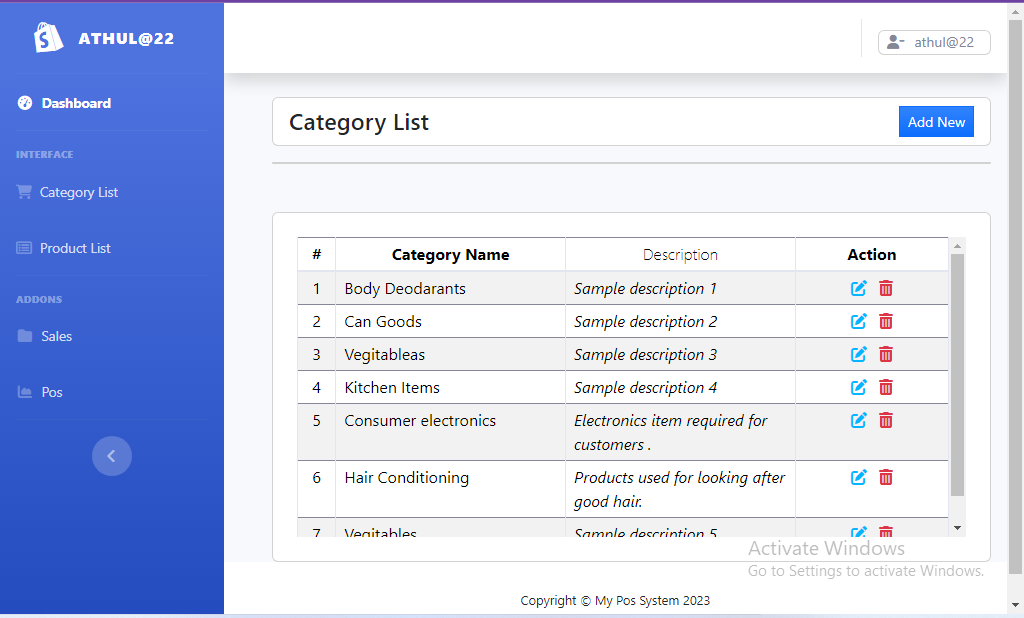 ATHUL@22
athul@22
Dashboard
INTERFACE
Category List
Product List
ADDONS
Sales
Pos
Category List
Add New
# Category Name Description Action
1 Body Deodarants Sample description 1
2 Can Goods Sample description 2
3 Vegitableas Sample description 3
4 Kitchen Items Sample description 4
5 Consumer electronics Electronics item required for
customers .
6 Hair Conditioning Products used for looking after
good hair.
7 Vegitables Sample description 5
Activate Windows
Go to Settings to activate Windows.
Copyright © My Pos System 2023